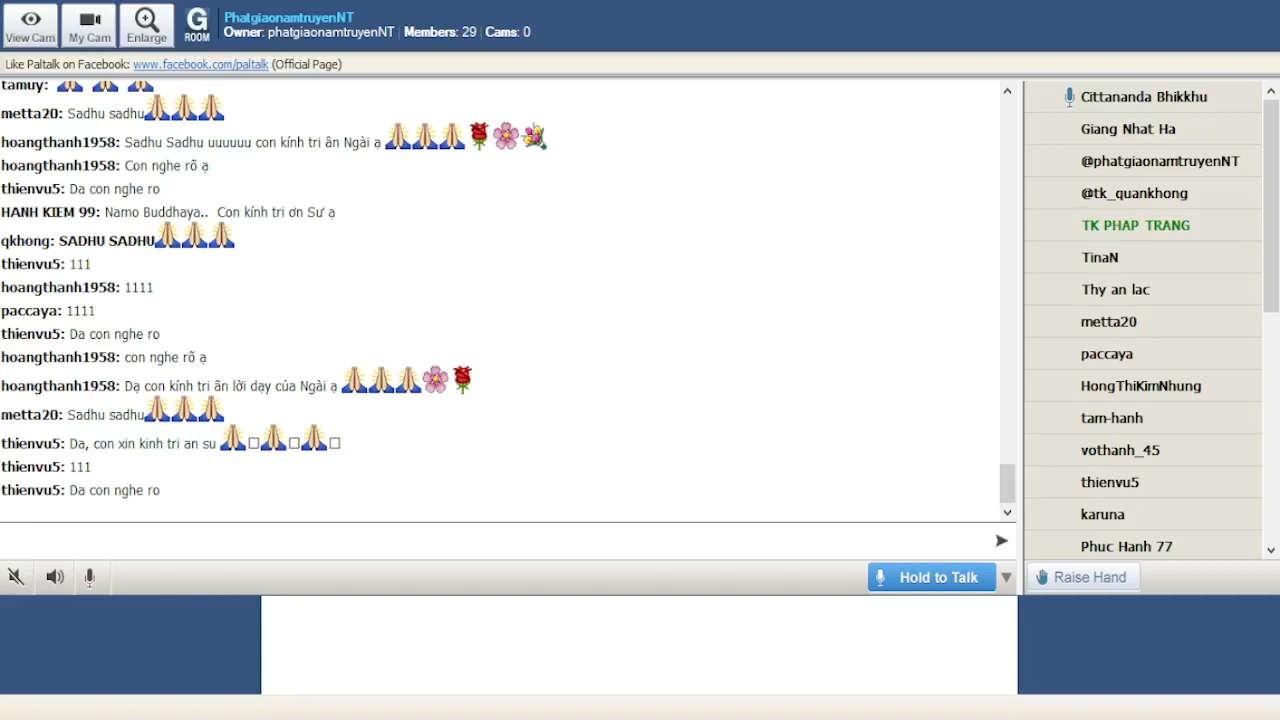 View Cam
My Cam
Enlarge
G
ROOM
PhatgiaonamtruyenNT
Owner: phatgiaonamtruyenNT | Members: 29 | Cams: 0
Like Paltalk on Facebook: www.facebook.com/paltalk (Official Page)
tamuy:
metta20: Sadhu sadhu
hoangthanh1958: Sadhu Sadhu uuuuuu con kính tri ân Ngài ạ
hoangthanh1958: Con nghe rõ ạ
thienvu5: Da con nghe ro
HANH KIEM 99: Namo Buddhaya.. Con kính tri ơn Sư ạ
qkhong: SADHU SADHU
thienvu5: 111
hoangthanh1958: 1111
paccaya: 1111
thienvu5: Da con nghe ro
hoangthanh1958: con nghe rõ ạ
hoangthanh1958: Dạ con kính tri ân lời dạy của Ngài ạ
metta20: Sadhu sadhu
thienvu5: Da, con xin kinh tri an su
thienvu5: 111
thienvu5: Da con nghe ro
Hold to Talk
Cittananda Bhikkhu
Giang Nhat Ha
@phatgiaonamtruyenNT
@tk_quankhong
TK PHAP TRANG
TinaN
Thy an lac
metta20
paccaya
HongThiKimNhung
tam-hanh
vothanh_45
thienvu5
karuna
Phuc Hanh 77
Raise Hand